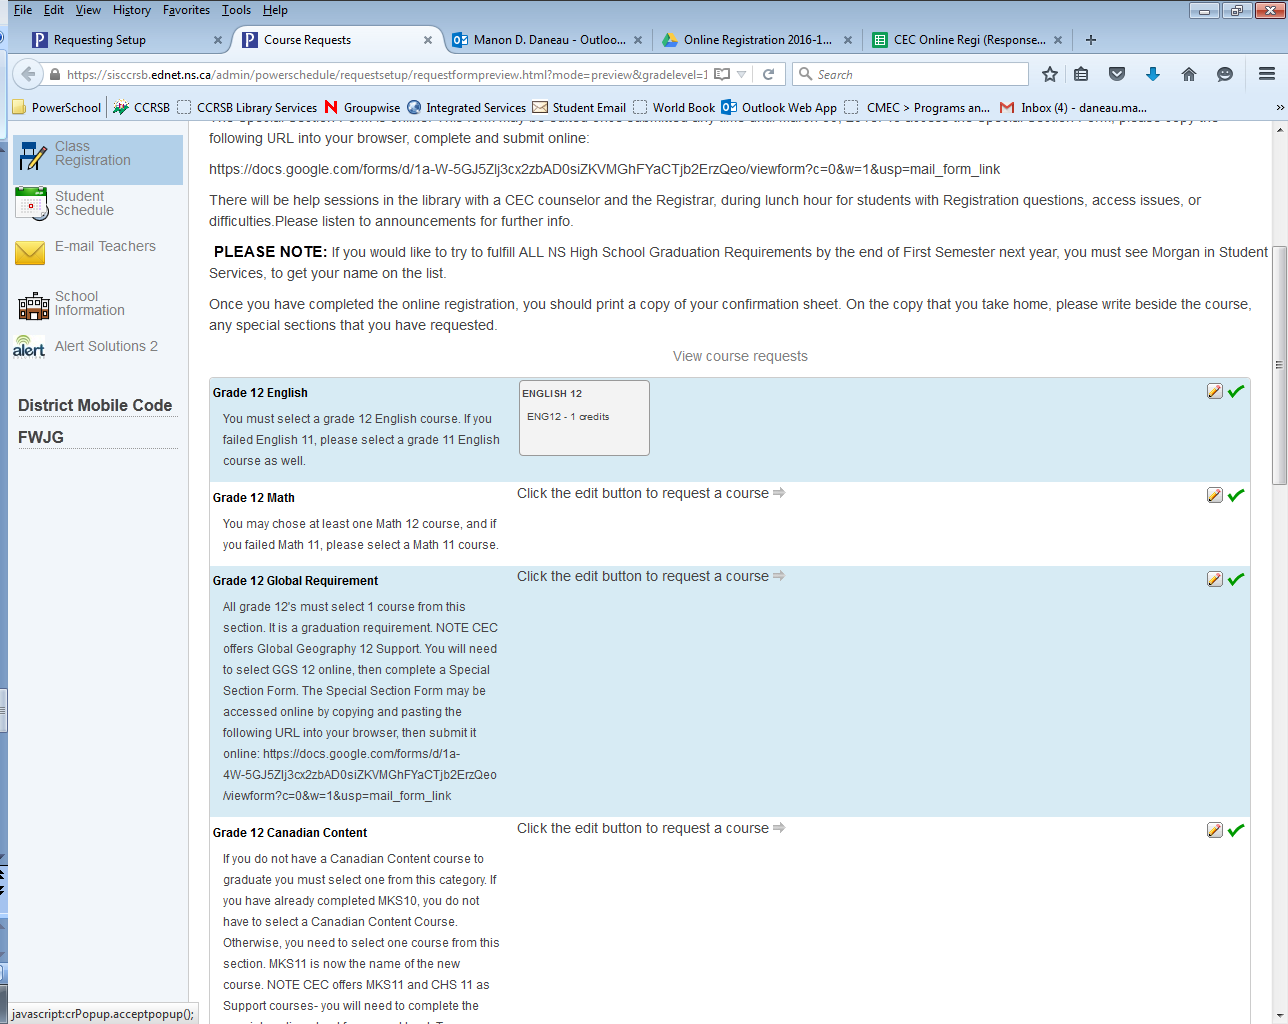 File Edit View History Favorites Tools Help
Requesting Setup × Course Requests × Manon D. Daneau - Outloo... × Online Registration 2016-1... × CEC Online Regi (Response... × +
https://sisccrsb.ednet.ns.ca/admin/powerschedule/requestsetup/requestformpreview.html?mode=preview&gradelevel=1 Search
PowerSchool CCRSB CCRSB Library Services Groupwise Integrated Services Student Email World Book Outlook Web App CMEC > Programs an... Inbox (4) - daneau.ma... »
Class
Registration
Student
Schedule
E-mail Teachers
School
Information
alert Alert Solutions 2
District Mobile Code
FWJG
following URL into your browser, complete and submit online:
https://docs.google.com/forms/d/1a-W-5GJ5Zlj3cx2zbAD0siZKVMGhFYaCTjb2ErzQeo/viewform?c=0&w=1&usp=mail_form_link
There will be help sessions in the library with a CEC counselor and the Registrar, during lunch hour for students with Registration questions, access issues, or
difficulties.Please listen to announcements for further info.
PLEASE NOTE: If you would like to try to fulfill ALL NS High School Graduation Requirements by the end of First Semester next year, you must see Morgan in Student
Services, to get your name on the list.
Once you have completed the online registration, you should print a copy of your confirmation sheet. On the copy that you take home, please write beside the course,
any special sections that you have requested.
View course requests
Grade 12 English
You must select a grade 12 English course. If you
failed English 11, please select a grade 11 English
course as well.
ENGLISH 12
ENG12 - 1 credits
Grade 12 Math
You may chose at least one Math 12 course, and if
you failed Math 11, please select a Math 11 course.
Click the edit button to request a course
Grade 12 Global Requirement
All grade 12's must select 1 course from this
section. It is a graduation requirement. NOTE CEC
offers Global Geography 12 Support. You will need
to select GGS 12 online, then complete a Special
Section Form. The Special Section Form may be
accessed online by copying and pasting the
following URL into your browser, then submit it
online: https://docs.google.com/forms/d/1a-
4W-5GJ5Zlj3cx2zbAD0siZKVMGhFYaCTjb2ErzQeo
/viewform?c=0&w=1&usp=mail_form_link
Click the edit button to request a course
Grade 12 Canadian Content
If you do not have a Canadian Content course to
graduate you must select one from this category. If
you have already completed MKS10, you do not
have to select a Canadian Content Course.
Otherwise, you need to select one course from this
section. MKS11 is now the name of the new
course. NOTE CEC offers MKS11 and CHS 11 as
Support courses- you will need to complete the
Click the edit button to request a course
javascript:crPopup.acceptpopup();